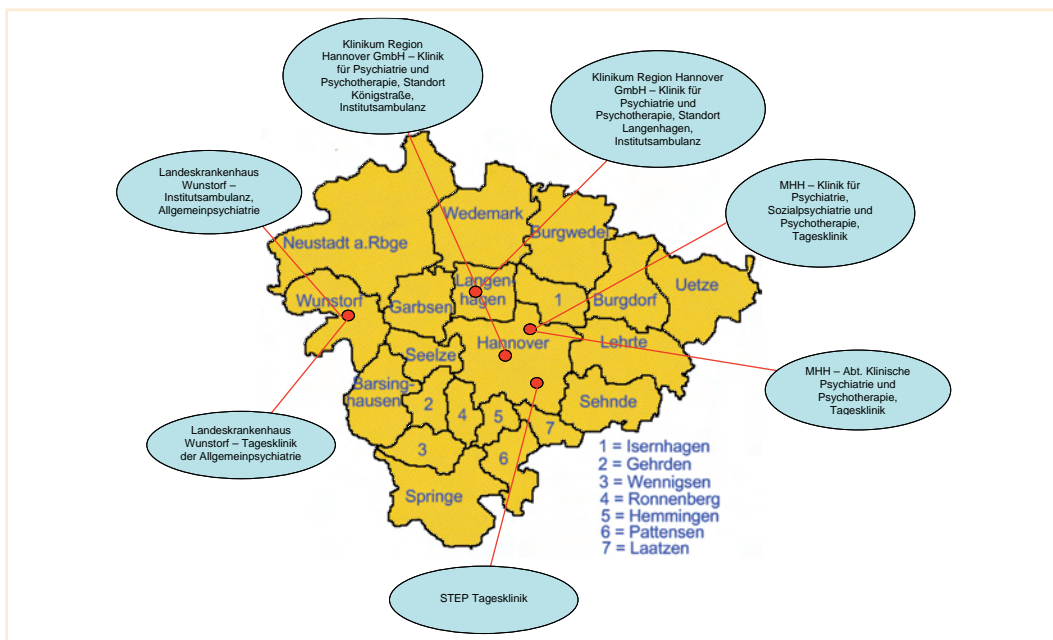 Klinikum Region
Hannover GmbH – Klinik
für Psychiatrie und
Psychotherapie, Standort
Königstraße,
Institutsambulanz
Klinikum Region Hannover
GmbH – Klinik für
Psychiatrie und
Psychotherapie, Standort
Langenhagen,
Institutsambulanz
Landeskrankenhaus
Wunstorf –
Institutsambulanz,
Allgemeinpsychiatrie
MHH – Klinik für
Psychiatrie,
Sozialpsychiatrie und
Psychotherapie,
Tagesklinik
Wedemark
Burgwedel
Neustadt a.Rbge
Langen-
hagen
Uetze
Wunstorf
Garbsen
1
Burgdorf
Hannover
Lehrte
Seelze
Barsing-
hausen
2
4
5
7
Sehnde
3
6
Springe
MHH – Abt. Klinische
Psychiatrie und
Psychotherapie,
Tagesklinik
Landeskrankenhaus
Wunstorf – Tagesklinik
der Allgemeinpsychiatrie
1 = Isernhagen
2 = Gehrden
3 = Wennigsen
4 = Ronnenberg
5 = Hemmingen
6 = Pattensen
7 = Laatzen
STEP Tagesklinik